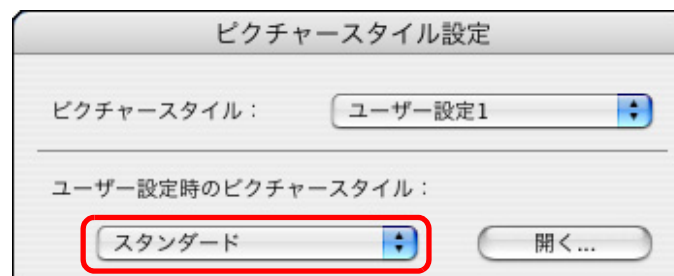 ピクチャースタイル設定
ピクチャースタイル： ユーザー設定1
ユーザー設定時のピクチャースタイル：
スタンダード 開く...